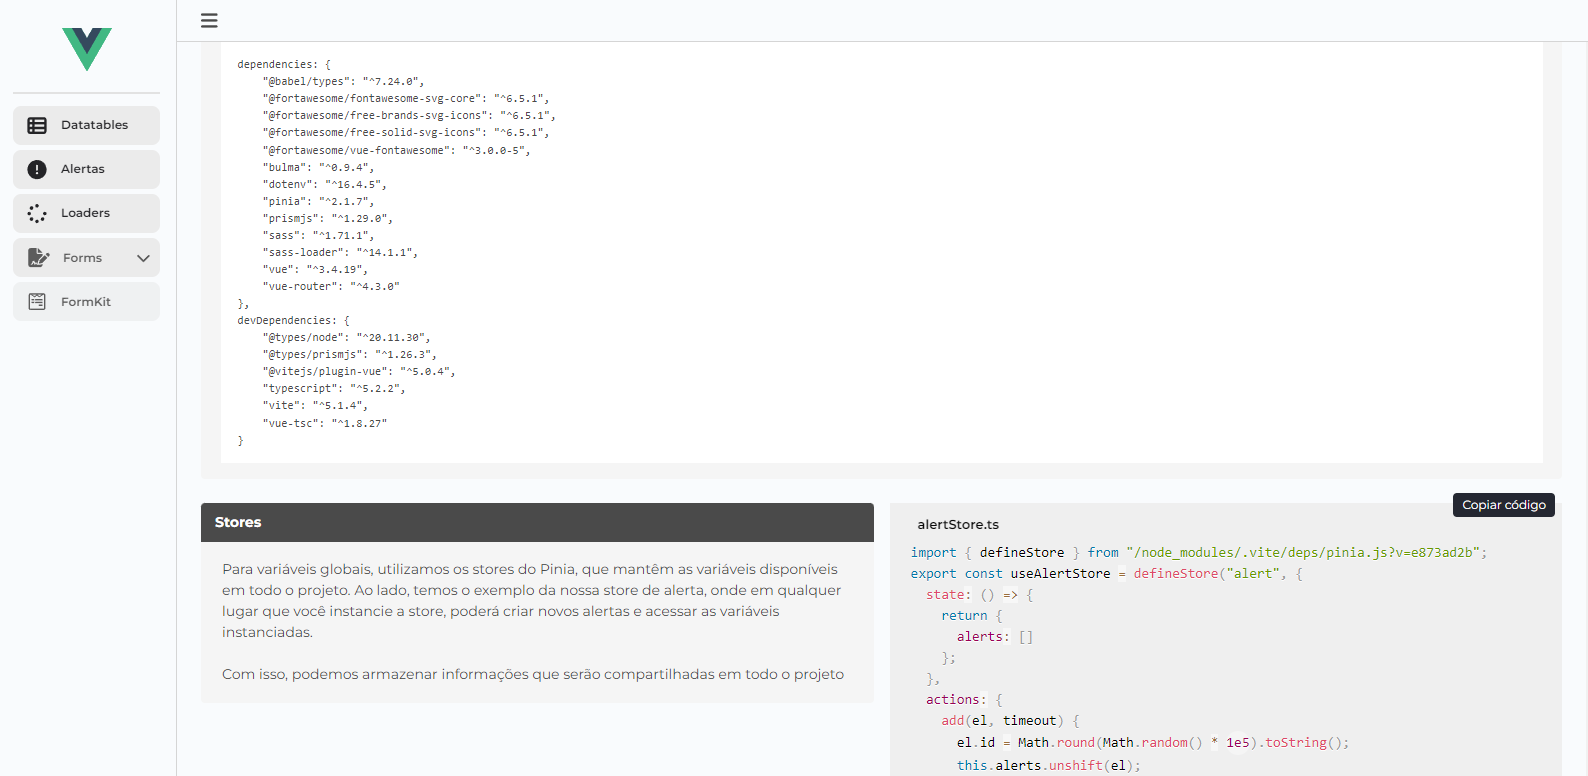 Datatables
Alertas
Loaders
Forms
FormKit
dependencies: {
"@babel/types": "^7.24.0",
"@fortawesome/fontawesome-svg-core": "^6.5.1",
"@fortawesome/free-brands-svg-icons": "^6.5.1",
"@fortawesome/free-solid-svg-icons": "^6.5.1",
"@fortawesome/vue-fontawesome": "^3.0.0-5",
"bulma": "^0.9.4",
"dotenv": "^16.4.5",
"pinia": "^2.1.7",
"prismjs": "^1.29.0",
"sass": "^1.71.1",
"sass-loader": "^14.1.1",
"vue": "^3.4.19",
"vue-router": "^4.3.0"
},
devDependencies: {
"@types/node": "^20.11.30",
"@types/prismjs": "^1.26.3",
"@vitejs/plugin-vue": "^5.0.4",
"typescript": "^5.2.2",
"vite": "^5.1.4",
"vue-tsc": "^1.8.27"
}
Stores
Para variáveis globais, utilizamos os stores do Pinia, que mantêm as variáveis disponíveis
em todo o projeto. Ao lado, temos o exemplo da nossa store de alerta, onde em qualquer
lugar que você instancie a store, poderá criar novos alertas e acessar as variáveis
instanciadas.
Com isso, podemos armazenar informações que serão compartilhadas em todo o projeto
Copiar código
alertStore.ts
import { defineStore } from "/node_modules/.vite/deps/pinia.js?v=e873ad2b";
export const useAlertStore = defineStore("alert", {
state: () => {
return {
alerts: []
};
},
actions: {
add(el, timeout) {
el.id = Math.round(Math.random() * 1e5).toString();
this.alerts.unshift(el);